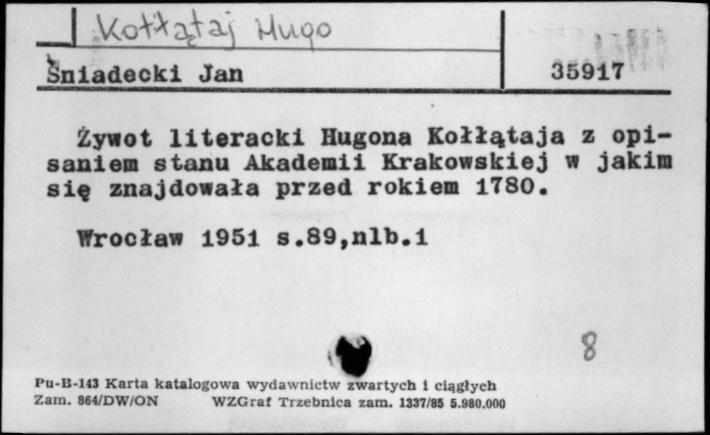 Kołłątaj Hugo
Śniadecki Jan
35917
Żywot literacki Hugona Kołłątaja z opi-
saniem stanu Akademii Krakowskiej w jakim
się znajdowała przed rokiem 1780.
Wrocław 1951 s.89,nlb.1
8
Pu-B-143 Karta katalogowa wydawnictw zwartych i ciągłych
Zam. 864/DW/ON WZGraf Trzebnica zam. 1337/85 5.980.000